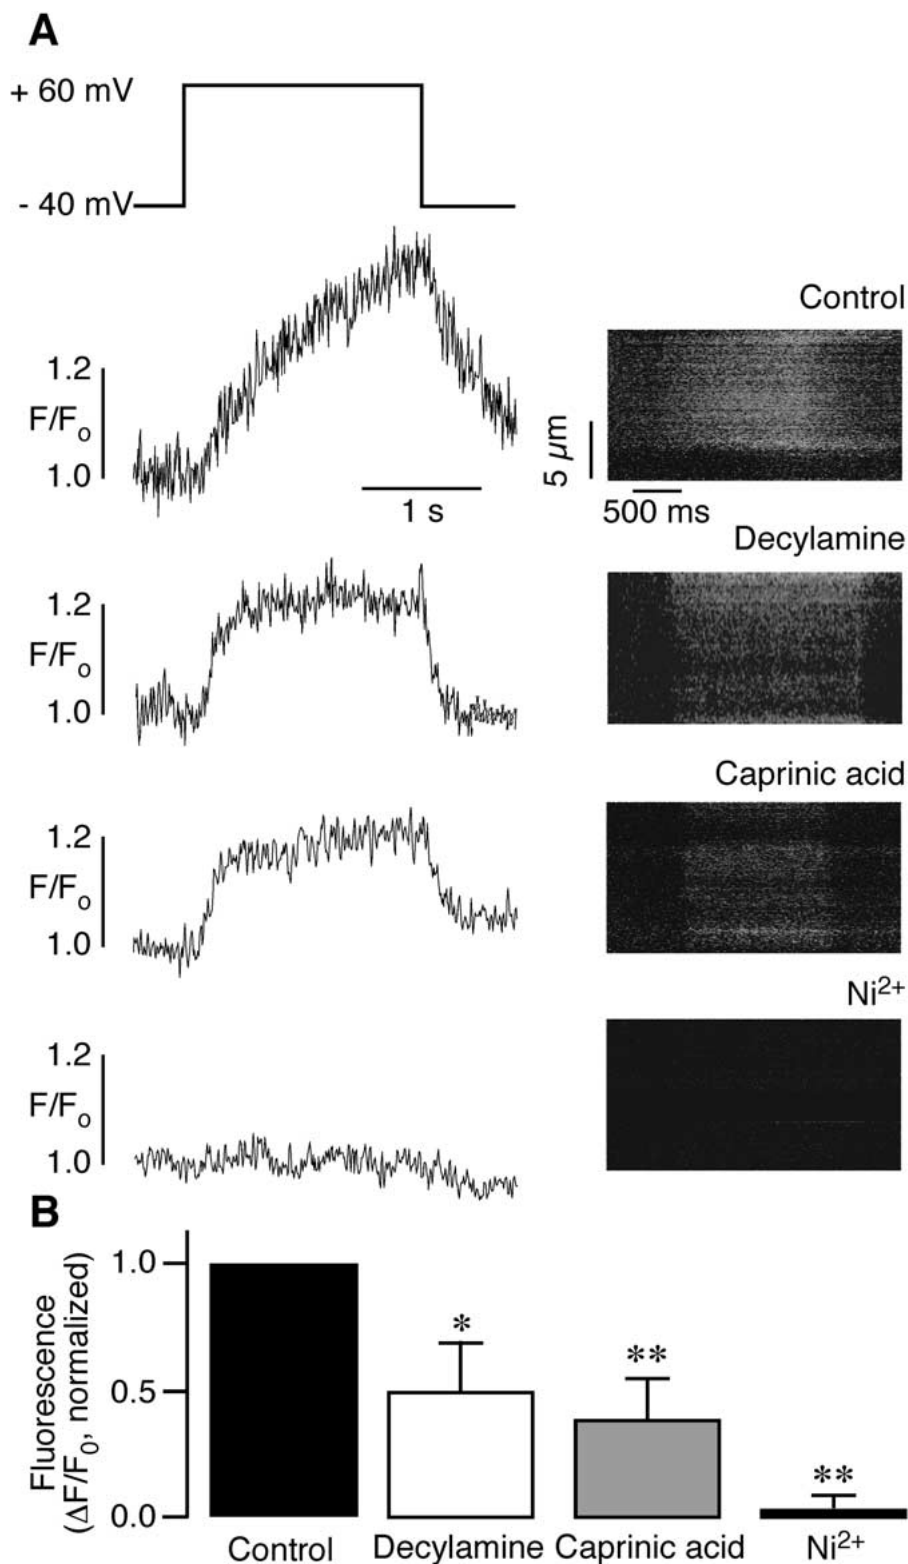 A
+ 60 mV
- 40 mV
Control
1.2
F/Fo
1.0
1 s
5 µm
500 ms
Decylamine
1.2
F/Fo
1.0
Caprinic acid
1.2
F/Fo
1.0
Ni2+
1.2
F/Fo
1.0
B
Fluorescence
(ΔF/F0, normalized)
1.0
0.5
0.0
*
**
**
Control
Decylamine
Caprinic acid
Ni2+